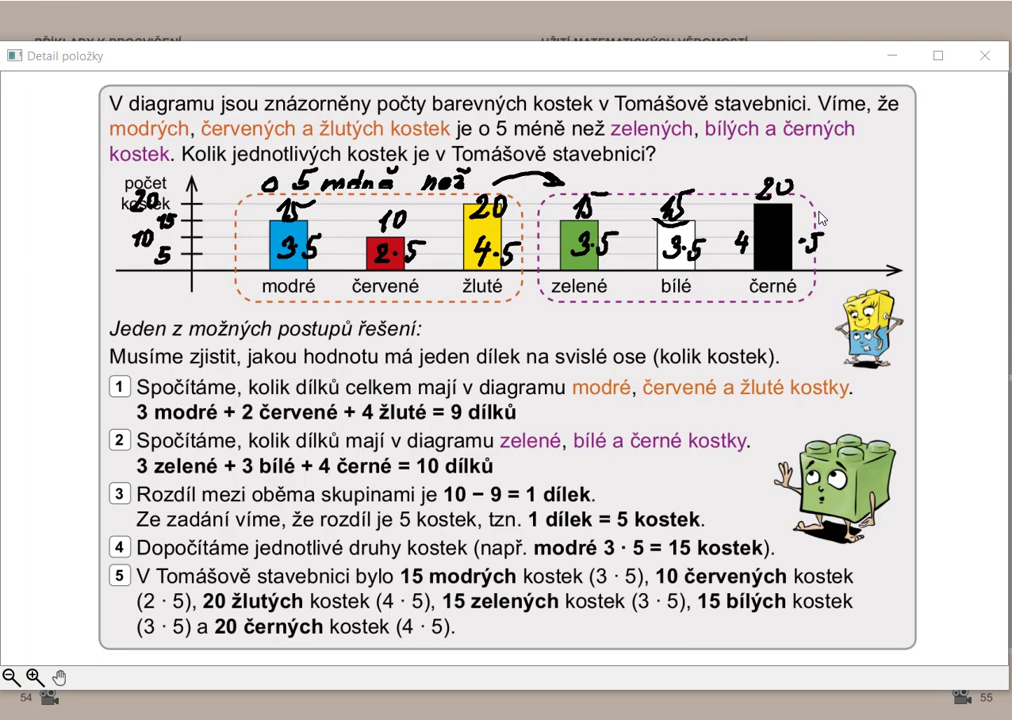 Detail položky
V diagramu jsou znázorněny počty barevných kostek v Tomášově stavebnici. Víme, že
modrých, červených a žlutých kostek je o 5 méně než zelených, bílých a černých
kostek. Kolik jednotlivých kostek je v Tomášově stavebnici?
počet
kostek
o 5 méně než
20
15
10
5
15 10 20 15 15 20
3·5 2·5 4·5 3·5 3·5 4·5
modré červené žluté zelené bílé černé
Jeden z možných postupů řešení:
Musíme zjistit, jakou hodnotu má jeden dílek na svislé ose (kolik kostek).
1 Spočítáme, kolik dílků celkem mají v diagramu modré, červené a žluté kostky.
3 modré + 2 červené + 4 žluté = 9 dílků
2 Spočítáme, kolik dílků mají v diagramu zelené, bílé a černé kostky.
3 zelené + 3 bílé + 4 černé = 10 dílků
3 Rozdíl mezi oběma skupinami je 10 − 9 = 1 dílek.
Ze zadání víme, že rozdíl je 5 kostek, tzn. 1 dílek = 5 kostek.
4 Dopočítáme jednotlivé druhy kostek (např. modré 3 · 5 = 15 kostek).
5 V Tomášově stavebnici bylo 15 modrých kostek (3 · 5), 10 červených kostek
(2 · 5), 20 žlutých kostek (4 · 5), 15 zelených kostek (3 · 5), 15 bílých kostek
(3 · 5) a 20 černých kostek (4 · 5).
54 55